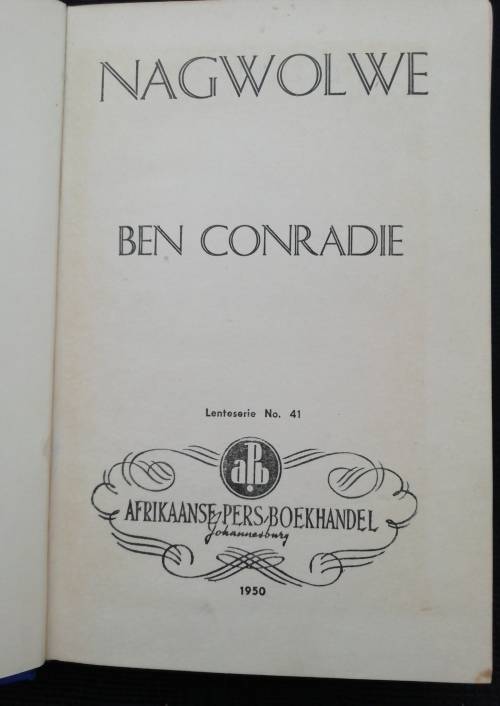 NAGWOLWE
BEN CONRADIE
Lenteserie No. 41
aPb
AFRIKAANSE PERS BOEKHANDEL
Johannesburg
1950